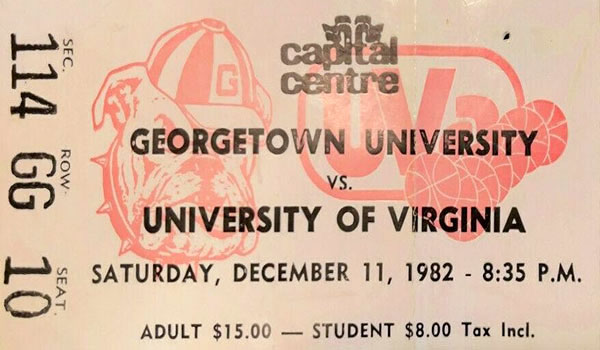 SEC.
114
ROW
GG
SEAT
10
capital
centre
G
UVa
GEORGETOWN UNIVERSITY
VS.
UNIVERSITY OF VIRGINIA
SATURDAY, DECEMBER 11, 1982 - 8:35 P.M.
ADULT $15.00 — STUDENT $8.00 Tax Incl.